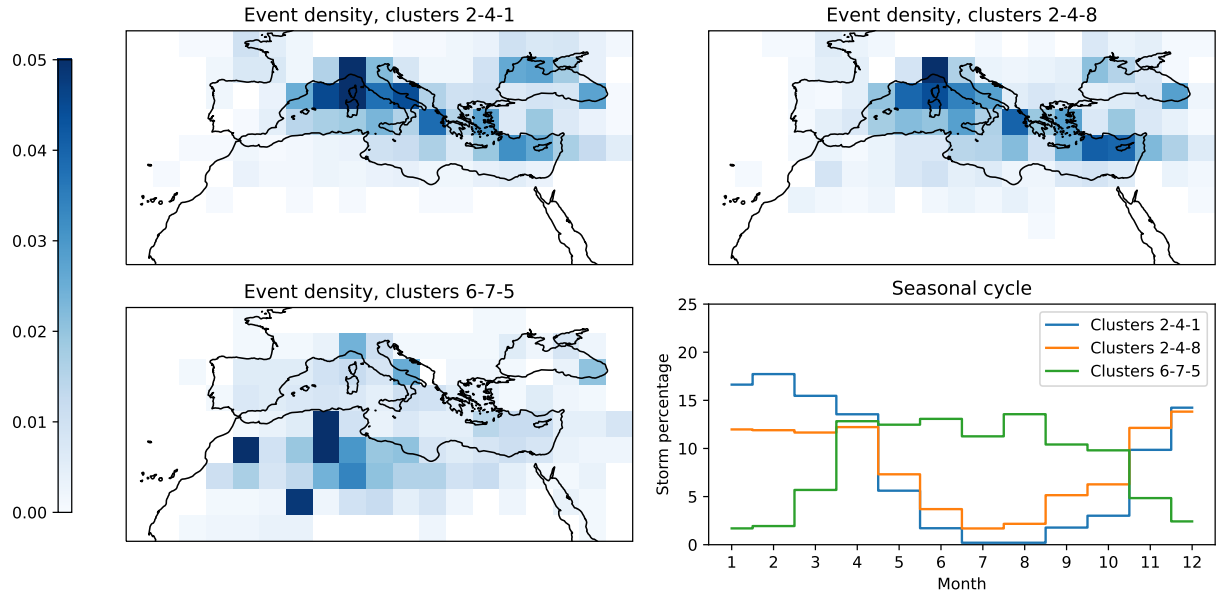 Event density, clusters 2-4-1
Event density, clusters 2-4-8
0.05
0.04
0.03
0.02
0.01
0.00
Event density, clusters 6-7-5
Seasonal cycle
25
20
15
10
5
0
Storm percentage
Clusters 2-4-1
Clusters 2-4-8
Clusters 6-7-5
1 2 3 4 5 6 7 8 9 10 11 12
Month